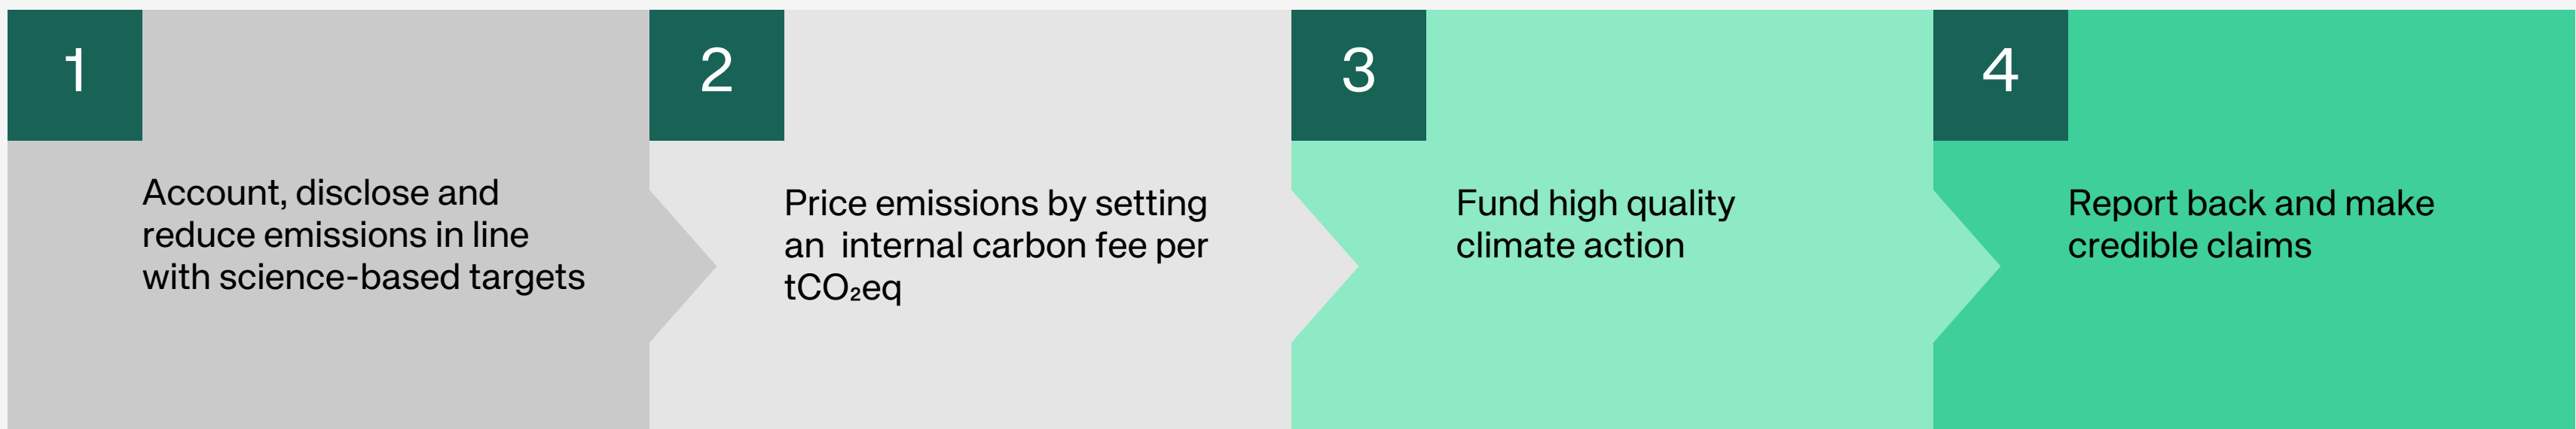 1
Account, disclose and
reduce emissions in line
with science-based targets
2
Price emissions by setting
an  internal carbon fee per
tCO₂eq
3
Fund high quality
climate action
4
Report back and make
credible claims